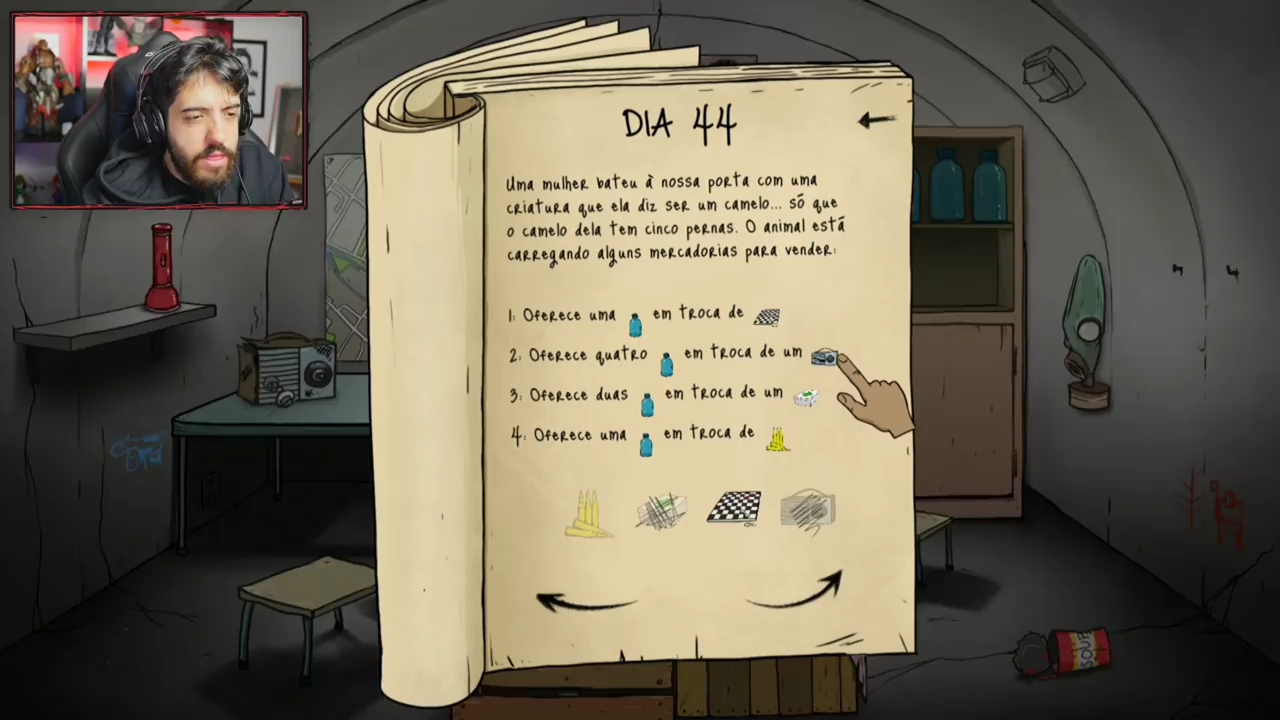 DIA 44
Uma mulher bateu à nossa porta com uma
criatura que ela diz ser um camelo... só que
o camelo dela tem cinco pernas. O animal está
carregando alguns mercadorias para vender:
1: Oferece uma em troca de
2: Oferece quatro em troca de um
3: Oferece duas em troca de um
4: Oferece uma em troca de
SOUP